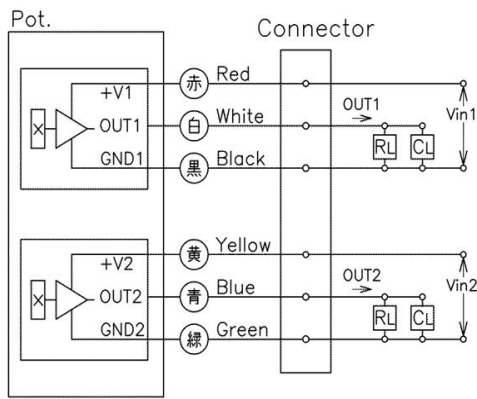 Pot.
Connector
+V1 赤 Red
X OUT1 白 White OUT1 Vin1
GND1 黒 Black RL CL
+V2 黄 Yellow
X OUT2 青 Blue OUT2 Vin2
GND2 緑 Green RL CL